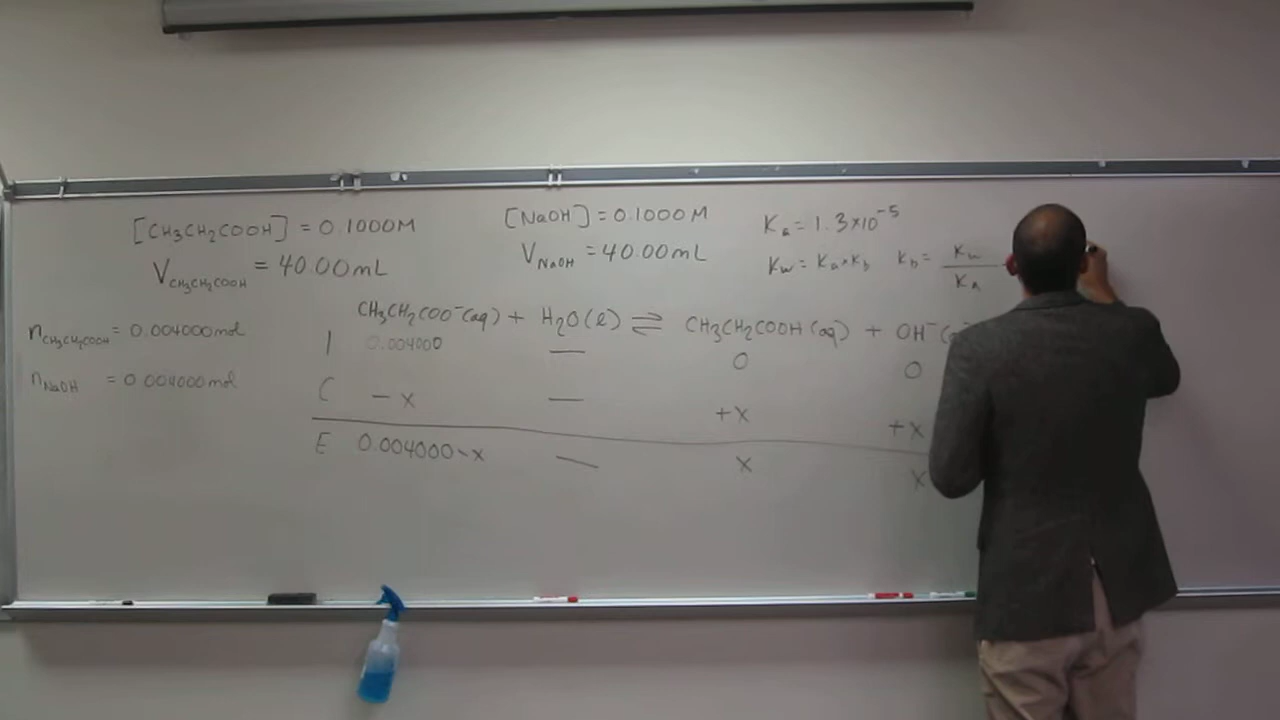 [CH3CH2COOH] = 0.1000M
VCH3CH2COOH = 40.00mL
[NaOH] = 0.1000M
VNaOH = 40.00mL
Ka = 1.3×10⁻⁵
Kw = Ka×Kb Kb = Kw/Ka
nCH3CH2COOH = 0.004000mol
nNaOH = 0.004000mol
CH3CH2COO⁻(aq) + H2O(l) ⇌ CH3CH2COOH(aq) + OH⁻
I 0.004000 — 0 0
C -x — +x +x
E 0.004000-x — x x